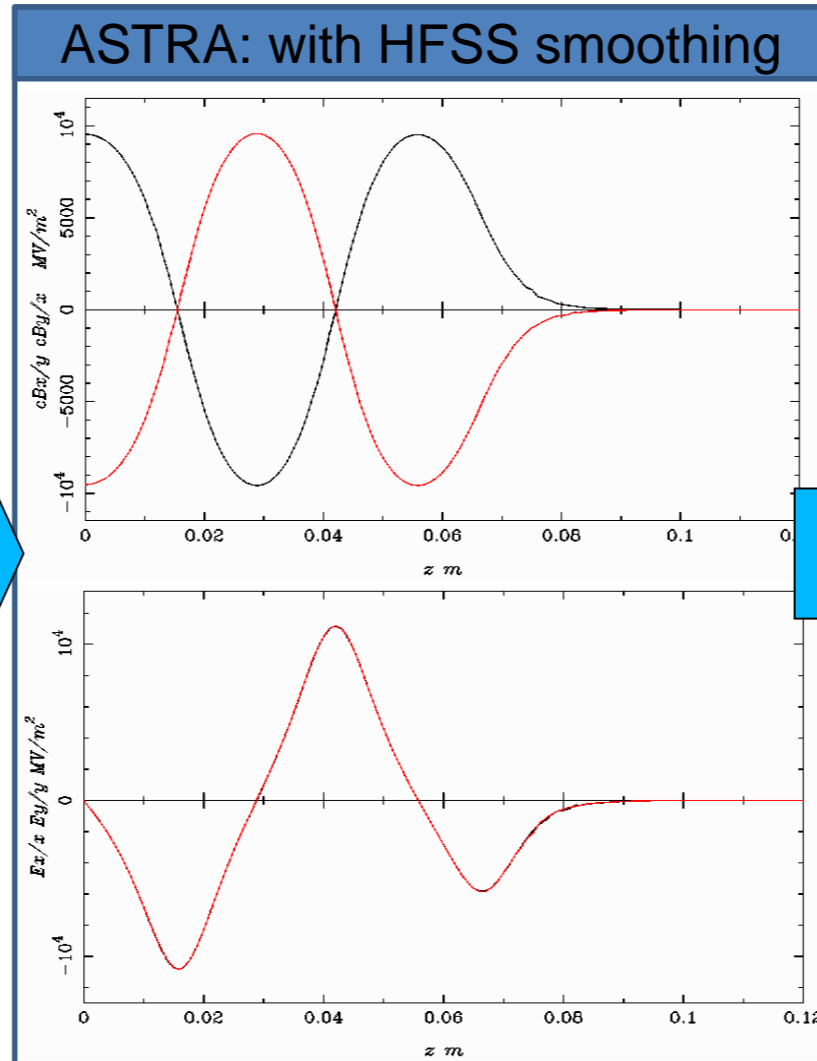 ASTRA: with HFSS smoothing
cBx/y cBy/x MV/m²
10⁴
5000
0
−5000
−10⁴
0 0.02 0.04 0.06 0.08 0.1
z m
Ex/x Ey/y MV/m²
10⁴
0
−10⁴
0 0.02 0.04 0.06 0.08 0.1 0.12
z m